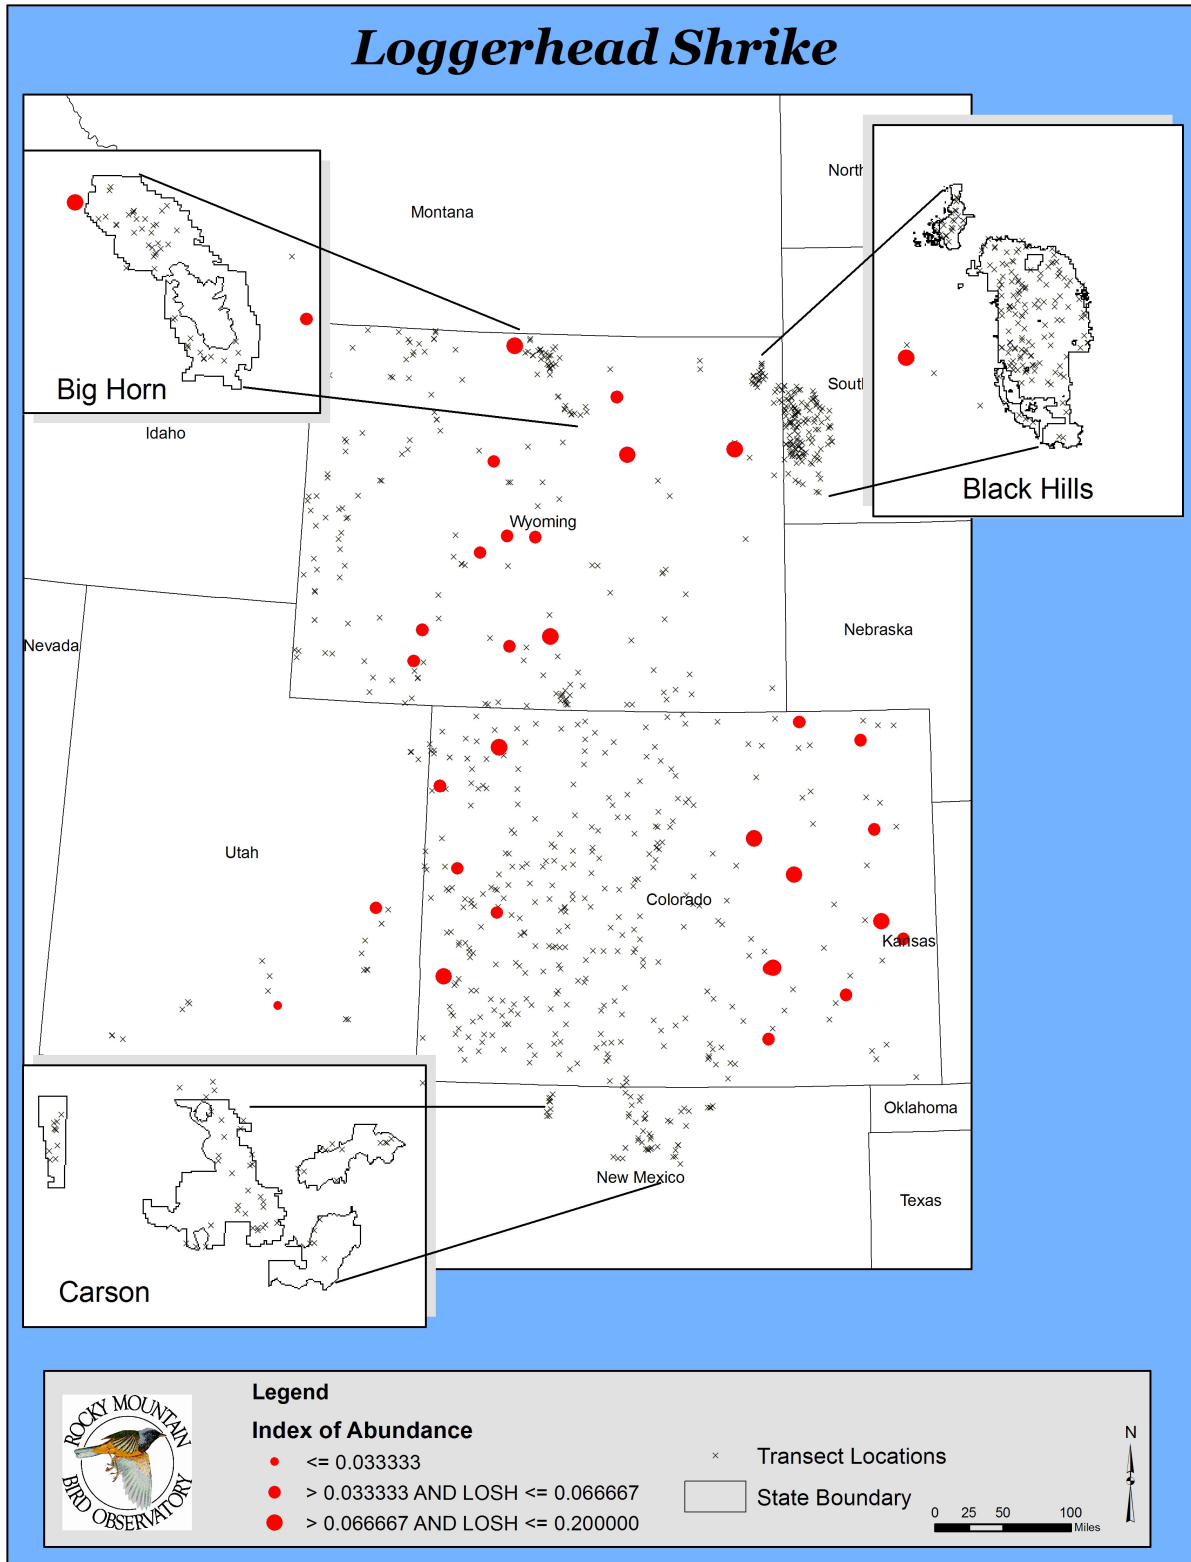 Loggerhead Shrike
Montana
North
Big Horn
South
Black Hills
Idaho
Wyoming
Nevada
Nebraska
Utah
Colorado
Kansas
Oklahoma
New Mexico
Texas
Carson
Legend
Index of Abundance
<= 0.033333
> 0.033333 AND LOSH <= 0.066667
> 0.066667 AND LOSH <= 0.200000
Transect Locations
State Boundary
N
0 25 50 100
Miles
ROCKY MOUNTAIN
BIRD OBSERVATORY